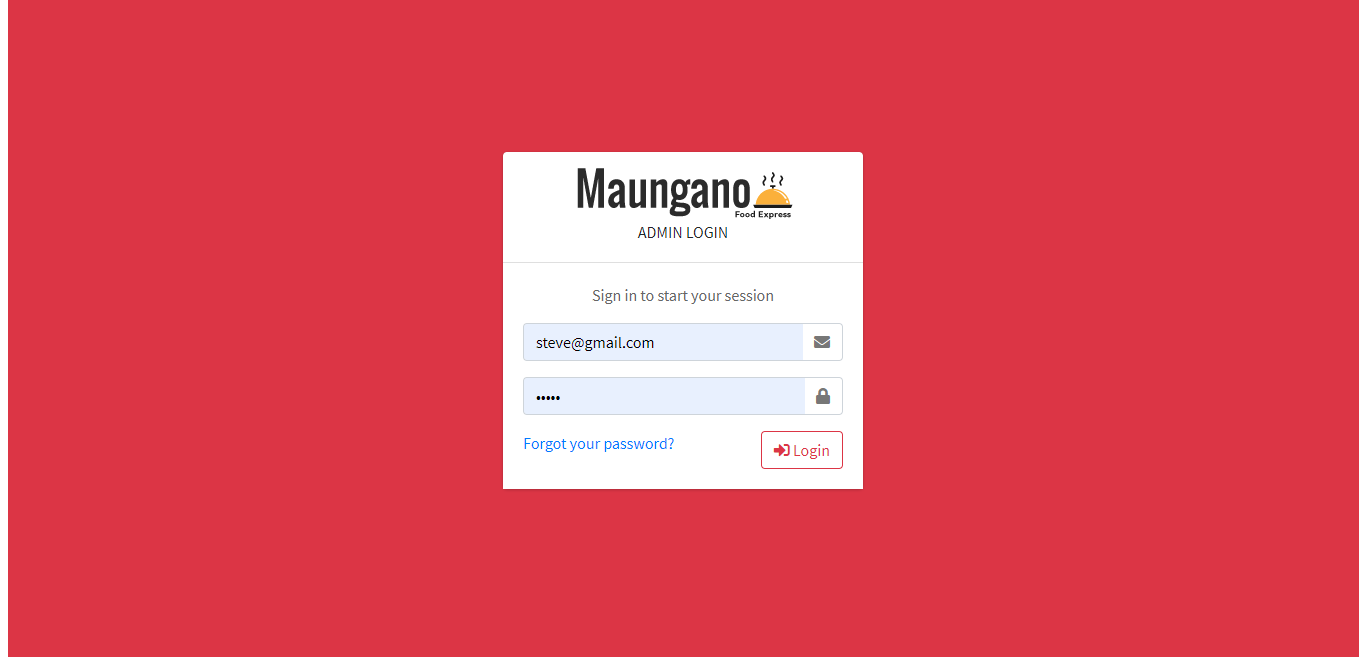 Maungano
Food Express
ADMIN LOGIN
Sign in to start your session
steve@gmail.com
•••••
Forgot your password?
Login